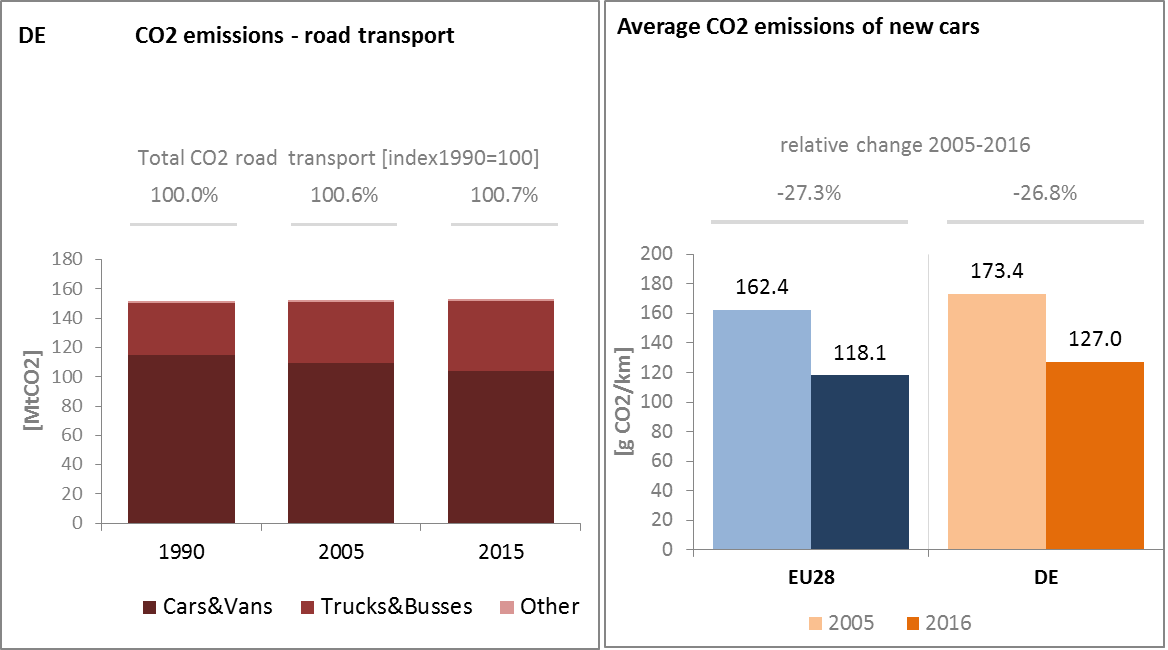 DE CO2 emissions - road transport
Total CO2 road transport [index1990=100]
100.0% 100.6% 100.7%
180
160
140
120
100
80
60
40
20
0
[MtCO2]
1990 2005 2015
Cars&Vans Trucks&Busses Other
Average CO2 emissions of new cars
relative change 2005-2016
-27.3% -26.8%
200
180
160
140
120
100
80
60
40
20
0
[g CO2/km]
162.4 118.1 173.4 127.0
EU28 DE
2005 2016